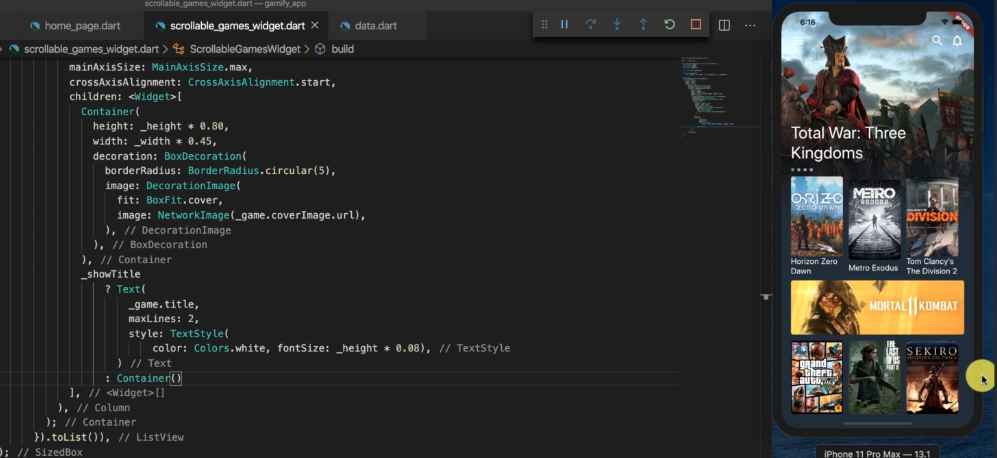 scrollable_games_widget.dart — gamify_app
home_page.dart
scrollable_games_widget.dart
data.dart
scrollable_games_widget.dart > ScrollableGamesWidget > build
mainAxisSize: MainAxisSize.max,
crossAxisAlignment: CrossAxisAlignment.start,
children: <Widget>[
Container(
height: _height * 0.80,
width: _width * 0.45,
decoration: BoxDecoration(
borderRadius: BorderRadius.circular(5),
image: DecorationImage(
fit: BoxFit.cover,
image: NetworkImage(_game.coverImage.url),
), // DecorationImage
), // BoxDecoration
), // Container
_showTitle
? Text(
_game.title,
maxLines: 2,
style: TextStyle(
color: Colors.white, fontSize: _height * 0.08), // TextStyle
) // Text
: Container()
], // <Widget>[]
), // Column
); // Container
}).toList()), // ListView
); // SizedBox
6:16
Total War: Three
Kingdoms
HORIZO
ZERO DAWN
METRO
EXODUS
DIVISION
Horizon Zero
Dawn
Metro Exodus
Tom Clancy's
The Division 2
MORTAL 11 KOMBAT
grand
theft
auto
THE LAST
OF US
PART II
SEKIRO
iPhone 11 Pro Max — 13.1